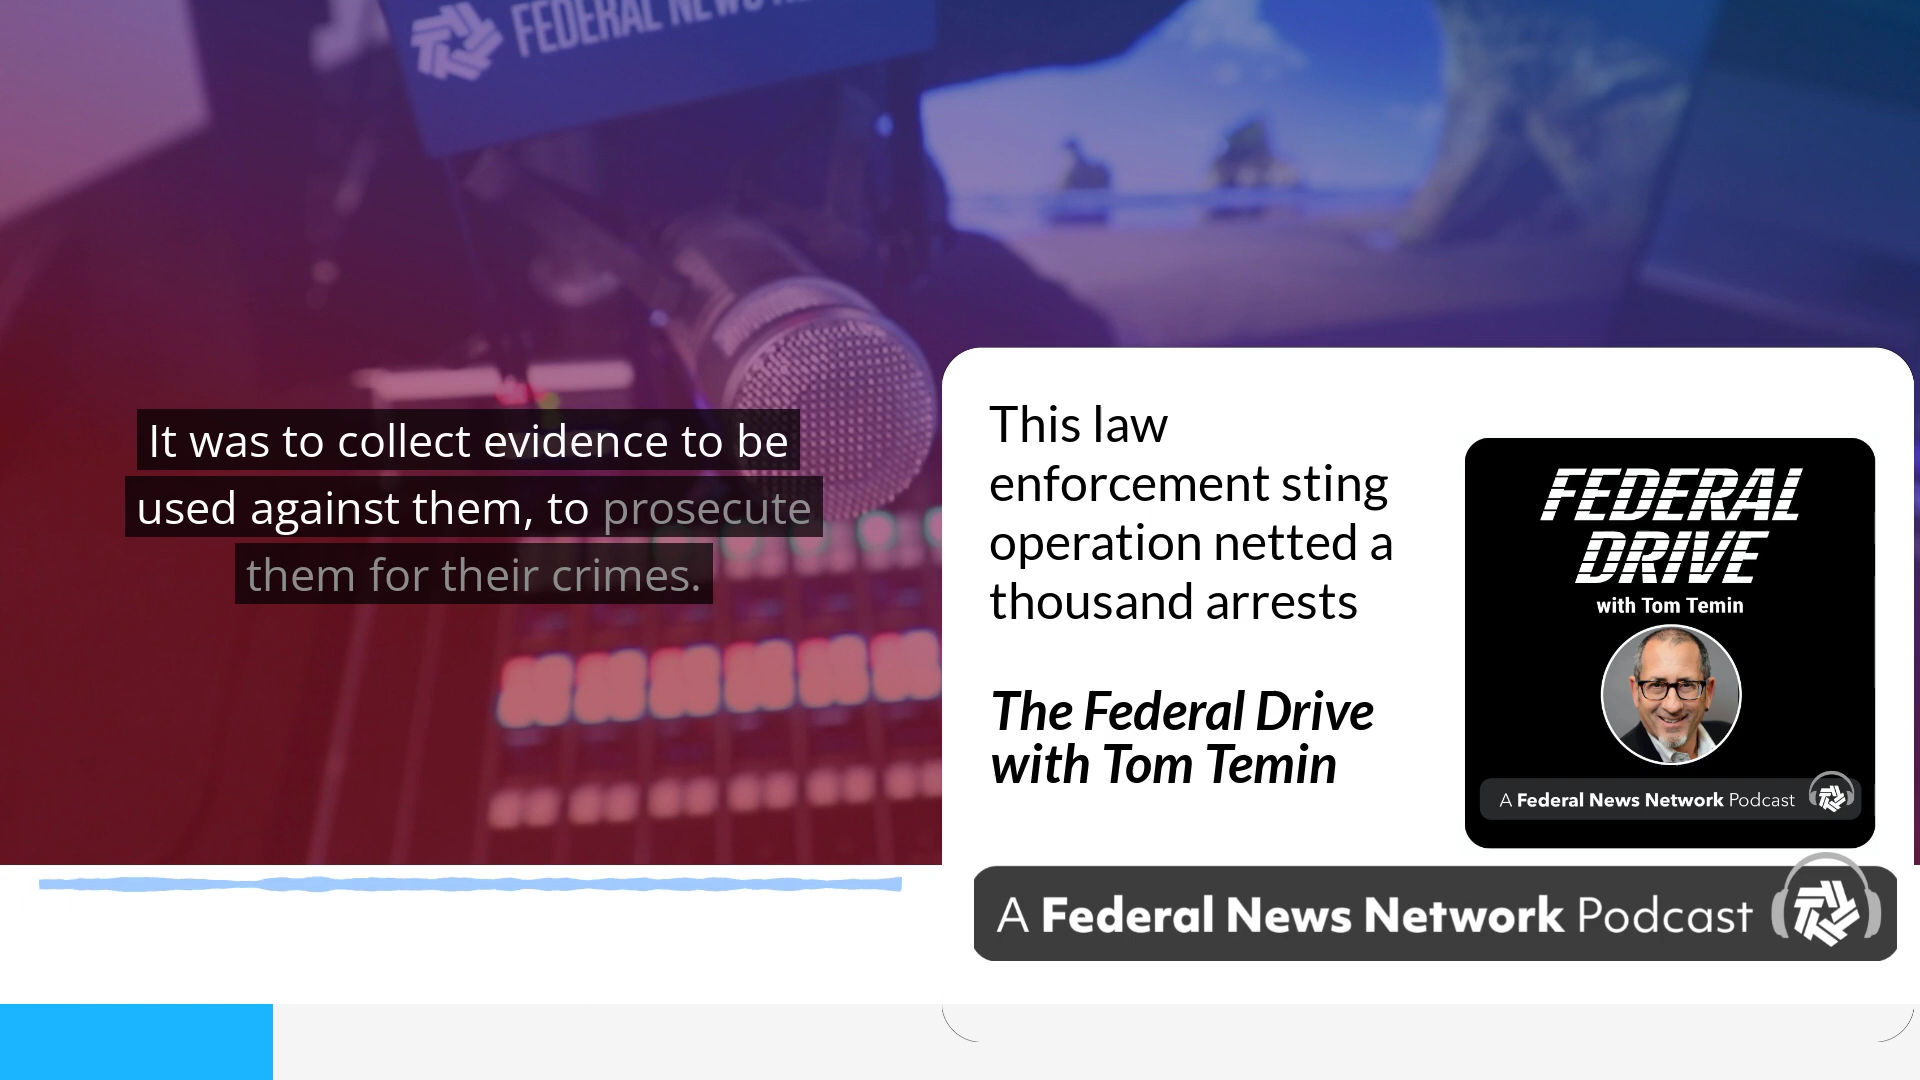 FEDERAL NEWS
It was to collect evidence to be
used against them, to prosecute
them for their crimes.
This law
enforcement sting
operation netted a
thousand arrests
The Federal Drive
with Tom Temin
FEDERAL
DRIVE
with Tom Temin
A Federal News Network Podcast
A Federal News Network Podcast